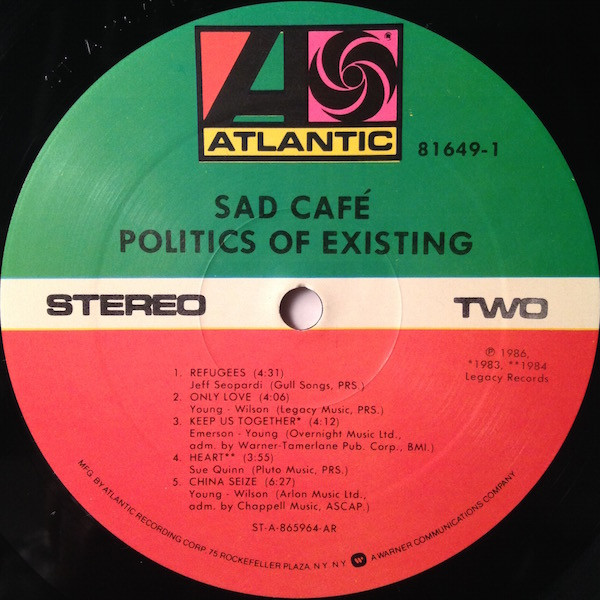 ATLANTIC
81649-1
SAD CAFÉ
POLITICS OF EXISTING
STEREO
TWO
℗ 1986,
*1983, **1984
Legacy Records
1. REFUGEES (4:31)
Jeff Seopardi (Gull Songs, PRS.)
2. ONLY LOVE (4:06)
Young - Wilson (Legacy Music, PRS.)
3. KEEP US TOGETHER* (4:12)
Emerson - Young (Overnight Music Ltd.,
adm. by Warner-Tamerlane Pub. Corp., BMI.)
4. HEART** (3:55)
Sue Quinn (Pluto Music, PRS.)
5. CHINA SEIZE (6:27)
Young - Wilson (Arlon Music Ltd.,
adm. by Chappell Music, ASCAP.)
ST-A-865964-AR
MFG. BY ATLANTIC RECORDING CORP. 75 ROCKEFELLER PLAZA, N.Y. N.Y. A WARNER COMMUNICATIONS COMPANY